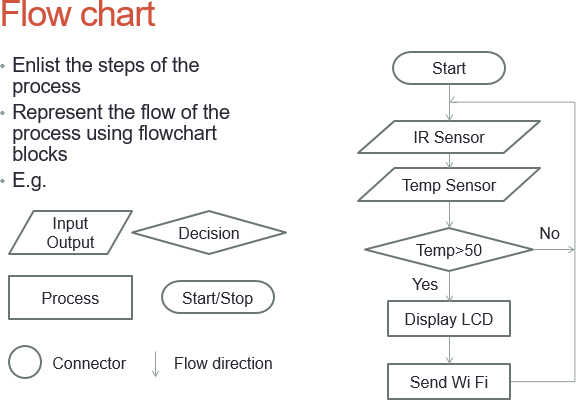 Flow chart
• Enlist the steps of the
process
• Represent the flow of the
process using flowchart
blocks
• E.g.
Input
Output
Decision
Process
Start/Stop
Connector
Flow direction
Start
IR Sensor
Temp Sensor
Temp>50
No
Yes
Display LCD
Send Wi Fi